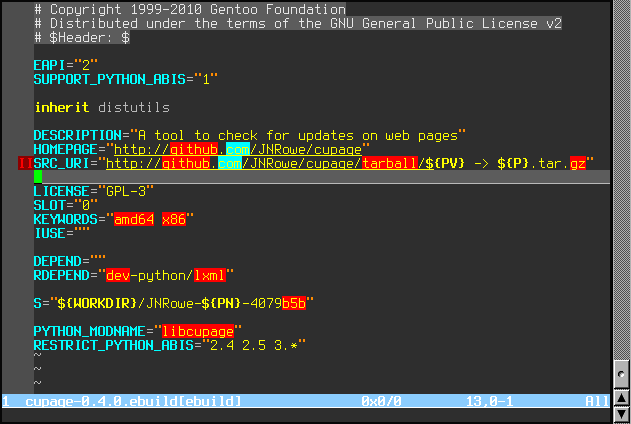 # Copyright 1999-2010 Gentoo Foundation
# Distributed under the terms of the GNU General Public License v2
# $Header: $
EAPI="2"
SUPPORT_PYTHON_ABIS="1"
inherit distutils
DESCRIPTION="A tool to check for updates on web pages"
HOMEPAGE="http://github.com/JNRowe/cupage"
SRC_URI="http://github.com/JNRowe/cupage/tarball/${PV} -> ${P}.tar.gz"
LICENSE="GPL-3"
SLOT="0"
KEYWORDS="amd64 x86"
IUSE=""
DEPEND=""
RDEPEND="dev-python/lxml"
S="${WORKDIR}/JNRowe-${PN}-4079b5b"
PYTHON_MODNAME="libcupage"
RESTRICT_PYTHON_ABIS="2.4 2.5 3.*"
~
~
~
1 cupage-0.4.0.ebuild[ebuild] 0x0/0 13,0-1 All